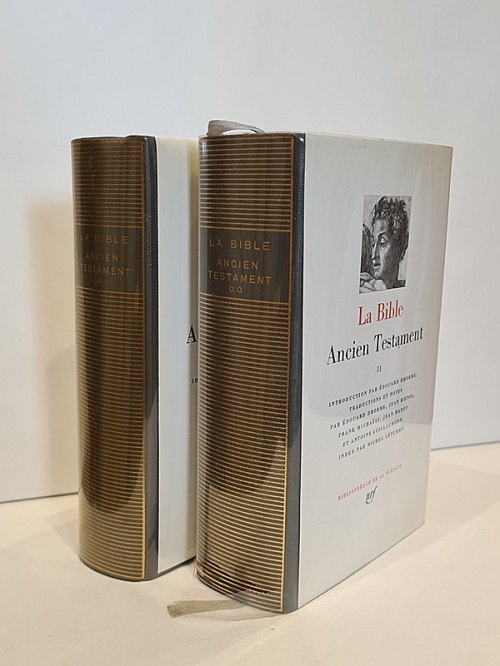 LA BIBLE
ANCIEN
TESTAMENT
○
A
LA BIBLE
ANCIEN
TESTAMENT
○○
La Bible
Ancien Testament
II
INTRODUCTION PAR ÉDOUARD DHORME,
TRADUCTIONS ET NOTES
PAR ÉDOUARD DHORME, JEAN KOENIG,
FRANK MICHAÉLI, JEAN HADOT
ET ANTOINE GUILLAUMONT.
INDEX PAR MICHEL LÉTURMY.
BIBLIOTHÈQUE DE LA PLÉIADE
nrf